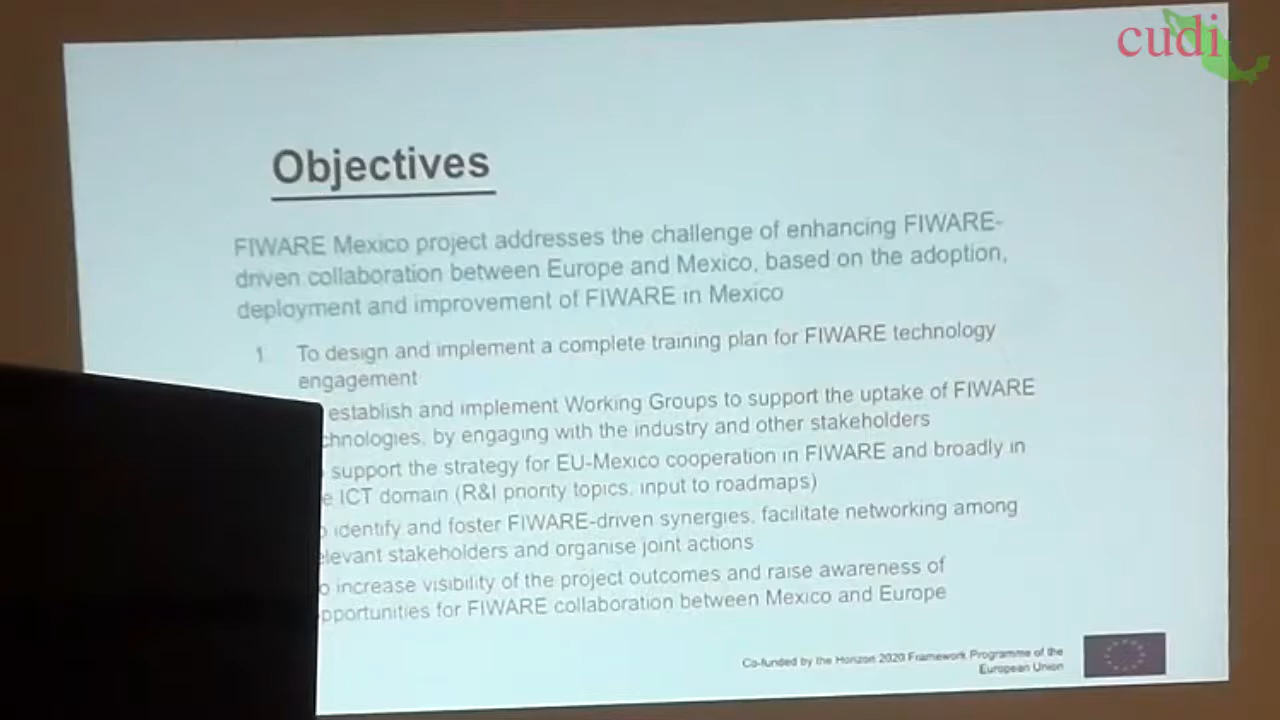 cudi
Objectives
FIWARE Mexico project addresses the challenge of enhancing FIWARE-
driven collaboration between Europe and Mexico, based on the adoption,
deployment and improvement of FIWARE in Mexico
1. To design and implement a complete training plan for FIWARE technology
engagement
establish and implement Working Groups to support the uptake of FIWARE
chnologies, by engaging with the industry and other stakeholders
support the strategy for EU-Mexico cooperation in FIWARE and broadly in
e ICT domain (R&I priority topics, input to roadmaps)
o identify and foster FIWARE-driven synergies, facilitate networking among
elevant stakeholders and organise joint actions
o increase visibility of the project outcomes and raise awareness of
pportunities for FIWARE collaboration between Mexico and Europe
Co-funded by the Horizon 2020 Framework Programme of the
European Union